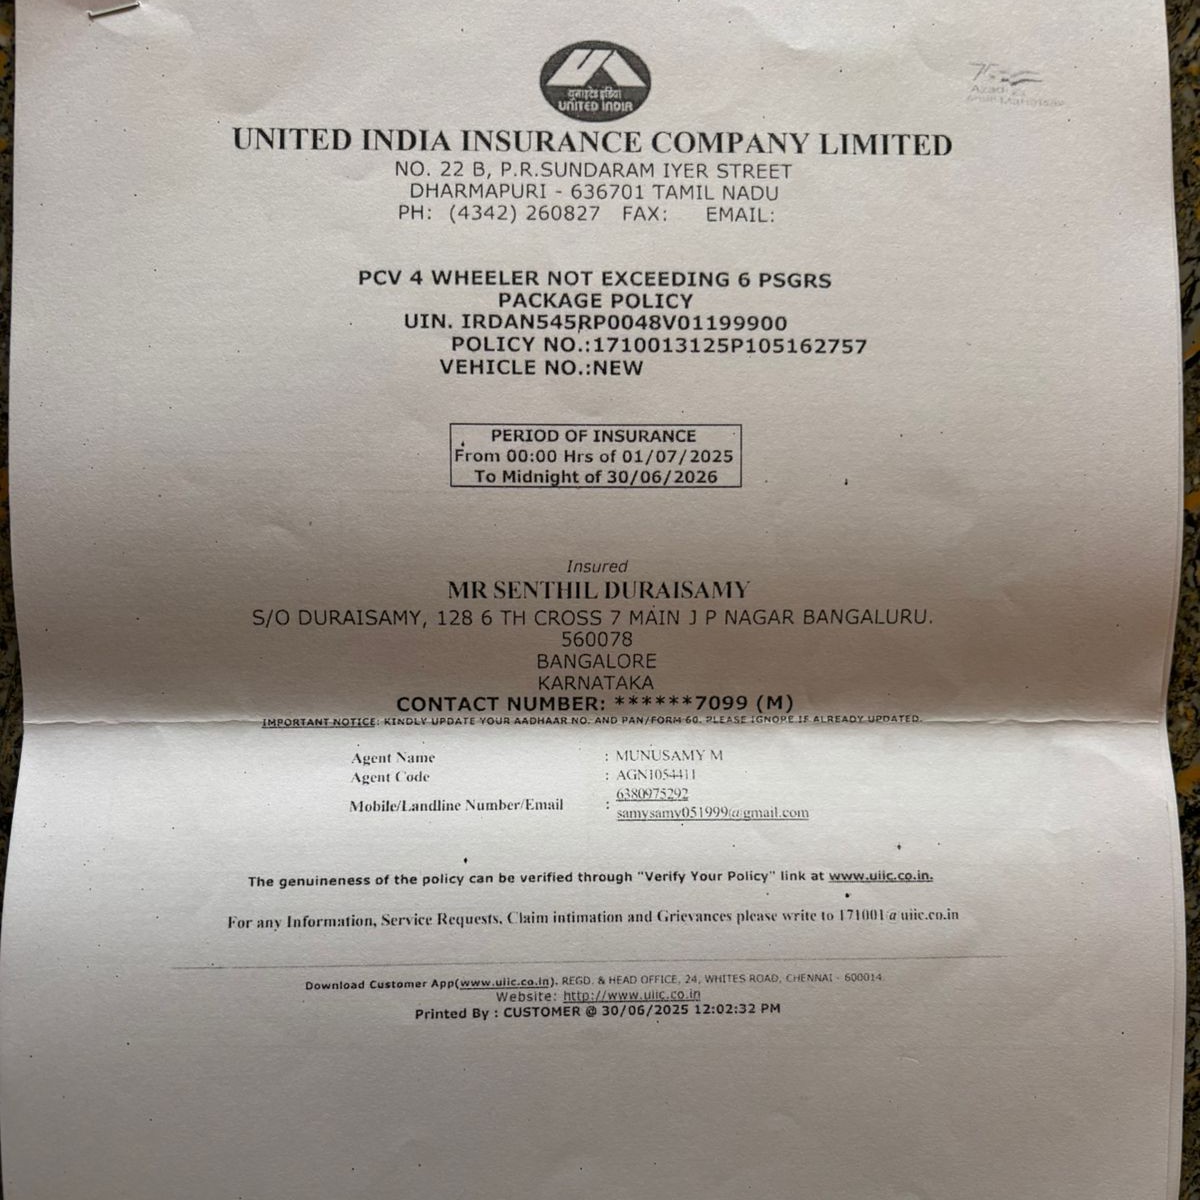 युनाइटेड इंडिया
UNITED INDIA
75
Azadi Ka
Amrit Mahotsav
UNITED INDIA INSURANCE COMPANY LIMITED
NO. 22 B, P.R.SUNDARAM IYER STREET
DHARMAPURI - 636701 TAMIL NADU
PH: (4342) 260827 FAX: EMAIL:
PCV 4 WHEELER NOT EXCEEDING 6 PSGRS
PACKAGE POLICY
UIN. IRDAN545RP0048V01199900
POLICY NO.:1710013125P105162757
VEHICLE NO.:NEW
PERIOD OF INSURANCE
From 00:00 Hrs of 01/07/2025
To Midnight of 30/06/2026
Insured
MR SENTHIL DURAISAMY
S/O DURAISAMY, 128 6 TH CROSS 7 MAIN J P NAGAR BANGALURU.
560078
BANGALORE
KARNATAKA
CONTACT NUMBER: ******7099 (M)
IMPORTANT NOTICE: KINDLY UPDATE YOUR AADHAAR NO. AND PAN/FORM 60. PLEASE IGNORE IF ALREADY UPDATED.
Agent Name : MUNUSAMY M
Agent Code : AGN1054411
6380975292
Mobile/Landline Number/Email :
samysamy051999@gmail.com
The genuineness of the policy can be verified through "Verify Your Policy" link at www.uiic.co.in.
For any Information, Service Requests, Claim intimation and Grievances please write to 171001@uiic.co.in
Download Customer App(www.uiic.co.in). REGD. & HEAD OFFICE, 24, WHITES ROAD, CHENNAI - 600014.
Website: http://www.uiic.co.in
Printed By : CUSTOMER @ 30/06/2025 12:02:32 PM